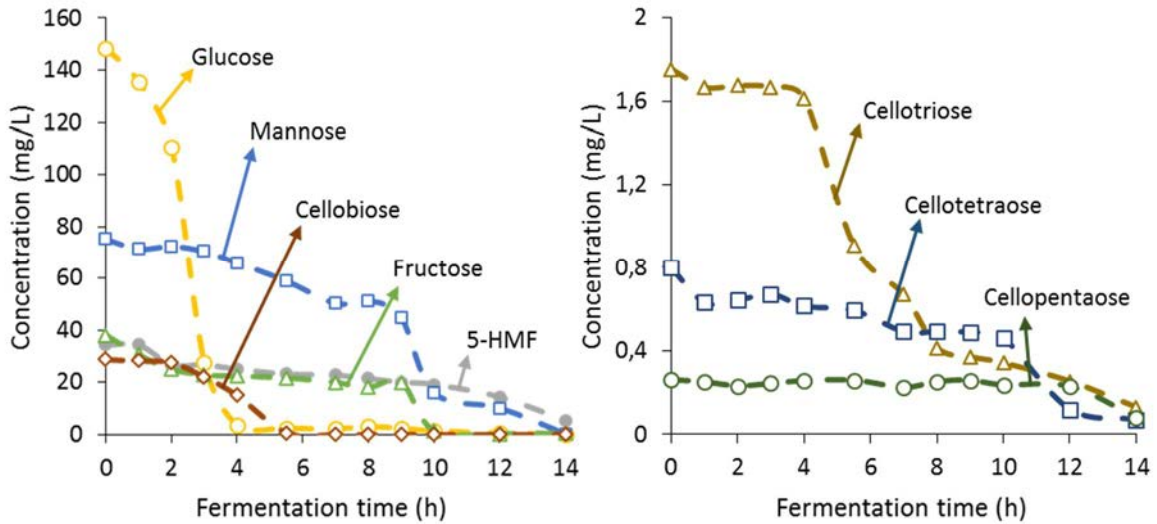 160
140
120
100
80
60
40
20
0
Concentration (mg/L)
Glucose
Mannose
Cellobiose
Fructose
5-HMF
0 2 4 6 8 10 12 14
Fermentation time (h)
2
1,6
1,2
0,8
0,4
0
Concentration (mg/L)
Cellotriose
Cellotetraose
Cellopentaose
0 2 4 6 8 10 12 14
Fermentation time (h)